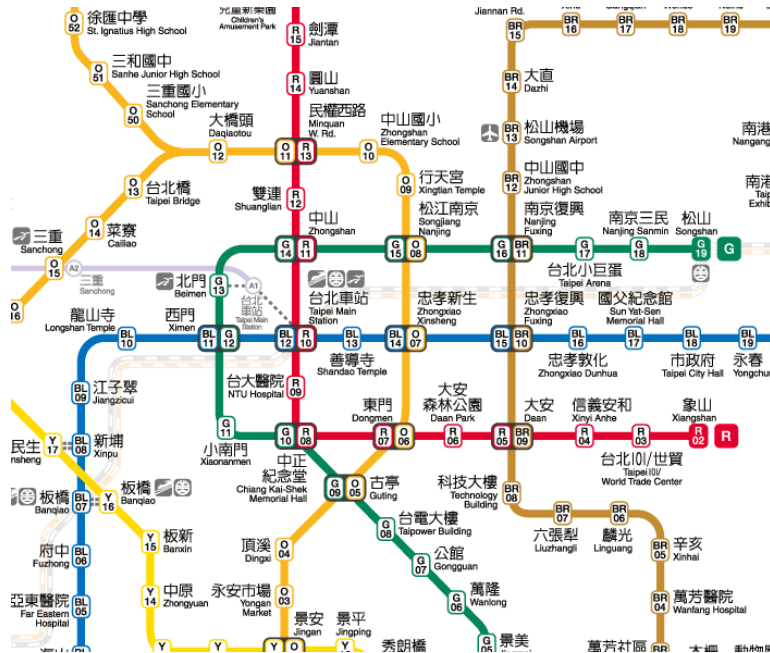 徐匯中學
St. Ignatius High School
O
52
三和國中
Sanhe Junior High School
O
51
三重國小
Sanchong Elementary
School
O
50
大橋頭
Daqiaotou
O
12
台北橋
Taipei Bridge
O
13
菜寮
Cailiao
O
14
三重
Sanchong
O
15
16
A2
三重
Sanchong
兒童新樂園
Children's
Amusement Park
R
15
劍潭
Jiantan
R
14
圓山
Yuanshan
民權西路
Minquan
W. Rd.
O
11
R
13
中山國小
Zhongshan
Elementary School
O
10
行天宮
Xingtian Temple
O
09
雙連
Shuanglian
R
12
中山
Zhongshan
G
14
R
11
松江南京
Songjiang
Nanjing
G
15
O
08
Jiannan Rd.
BR
15
BR
16
BR
17
BR
18
BR
19
大直
Dazhi
BR
14
松山機場
Songshan Airport
BR
13
中山國中
Zhongshan
Junior High School
BR
12
南京復興
Nanjing
Fuxing
G
16
BR
11
台北小巨蛋
Taipei Arena
G
17
南京三民
Nanjing Sanmin
G
18
松山
Songshan
G
19
G
南港
Nangang
南港
Taipei
北門
Beimen
G
13
A1
台北
車站
Taipei Main
Station
台北車站
Taipei Main
Station
BL
12
R
10
龍山寺
Longshan Temple
BL
10
西門
Ximen
BL
11
G
12
善導寺
Shandao Temple
BL
13
忠孝新生
Zhongxiao
Xinsheng
BL
14
O
07
忠孝復興
Zhongxiao
Fuxing
BL
15
BR
10
忠孝敦化
Zhongxiao Dunhua
BL
16
國父紀念館
Sun Yat-Sen
Memorial Hall
BL
17
市政府
Taipei City Hall
BL
18
永春
Yongchun
BL
19
江子翠
Jiangzicui
BL
09
台大醫院
NTU Hospital
R
09
小南門
Xiaonanmen
G
11
中正
紀念堂
Chiang Kai-Shek
Memorial Hall
G
10
R
08
東門
Dongmen
R
07
O
06
大安
森林公園
Daan Park
R
06
大安
Daan
R
05
BR
09
信義安和
Xinyi Anhe
R
04
台北101/世貿
Taipei 101/
World Trade Center
R
03
象山
Xiangshan
R
02
R
新埔
Xinpu
BL
08
民生
nsheng
Y
17
板橋
Banqiao
BL
07
板橋
Banqiao
Y
16
古亭
Guting
G
09
O
05
科技大樓
Technology
Building
BR
08
六張犁
Liuzhangli
BR
07
麟光
Linguang
BR
06
辛亥
Xinhai
BR
05
萬芳醫院
Wanfang Hospital
BR
04
萬芳社區
BR
木柵
動物園
台電大樓
Taipower Building
G
08
公館
Gongguan
G
07
萬隆
Wanlong
G
06
景美
G
05
頂溪
Dingxi
O
04
永安市場
Yongan
Market
O
03
景安
Jingan
Y
O
景平
Jingping
秀朗橋
府中
Fuzhong
BL
06
亞東醫院
Far Eastern
Hospital
BL
05
海山
BL
板新
Banxin
Y
15
中原
Zhongyuan
Y
14
Y
Y